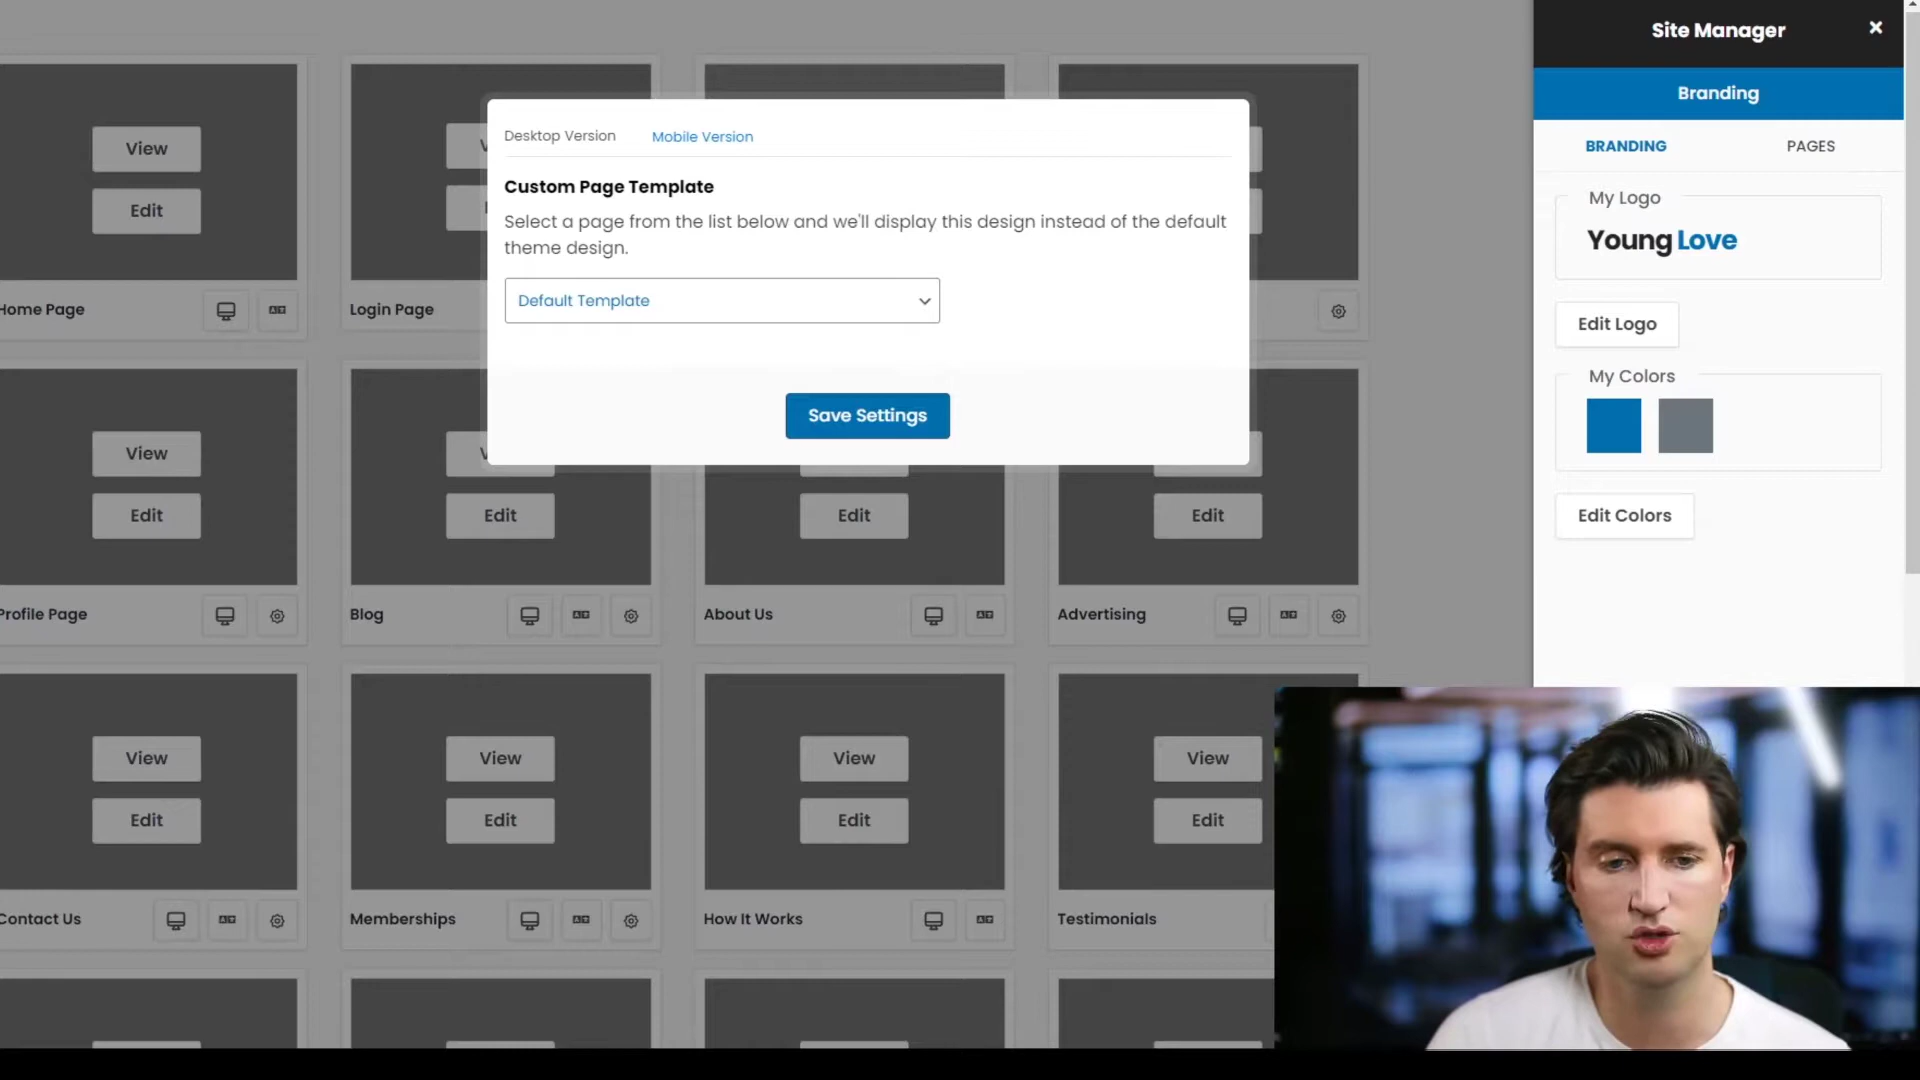 Site Manager
Branding
BRANDING PAGES
My Logo
Young Love
Edit Logo
My Colors
Edit Colors
Desktop Version Mobile Version
Custom Page Template
Select a page from the list below and we'll display this design instead of the default
theme design.
Default Template
Save Settings
View
Edit
Home Page Login Page
View
Edit Edit Edit Edit
Profile Page Blog About Us Advertising
View View View View
Edit Edit Edit Edit
Contact Us Memberships How It Works Testimonials